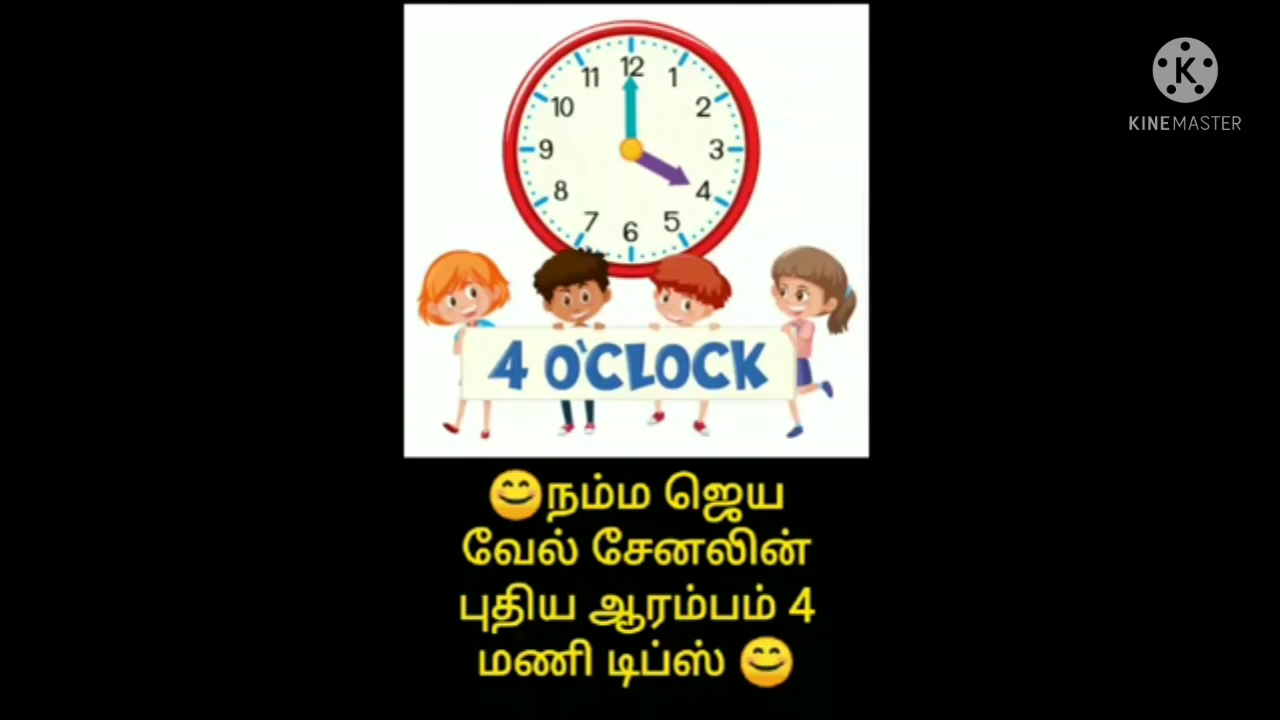 12
11
1
10
2
9
3
8
4
7
5
6
KINEMASTER
4 O'CLOCK
😊நம்ம ஜெய
வேல் சேனலின்
புதிய ஆரம்பம் 4
மணி டிப்ஸ் 😊